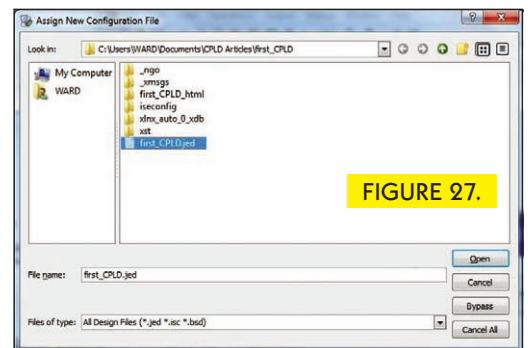 Assign New Configuration File
Look in:
C:\Users\WARD\Documents\CPLD Articles\first_CPLD
My Computer
WARD
_ngo
_xmsgs
first_CPLD_html
iseconfig
xlnx_auto_0_xdb
xst
first_CPLD.jed
FIGURE 27.
Open
File name:
first_CPLD.jed
Cancel
Bypass
Files of type:
All Design Files (*.jed *.isc *.bsd)
Cancel All